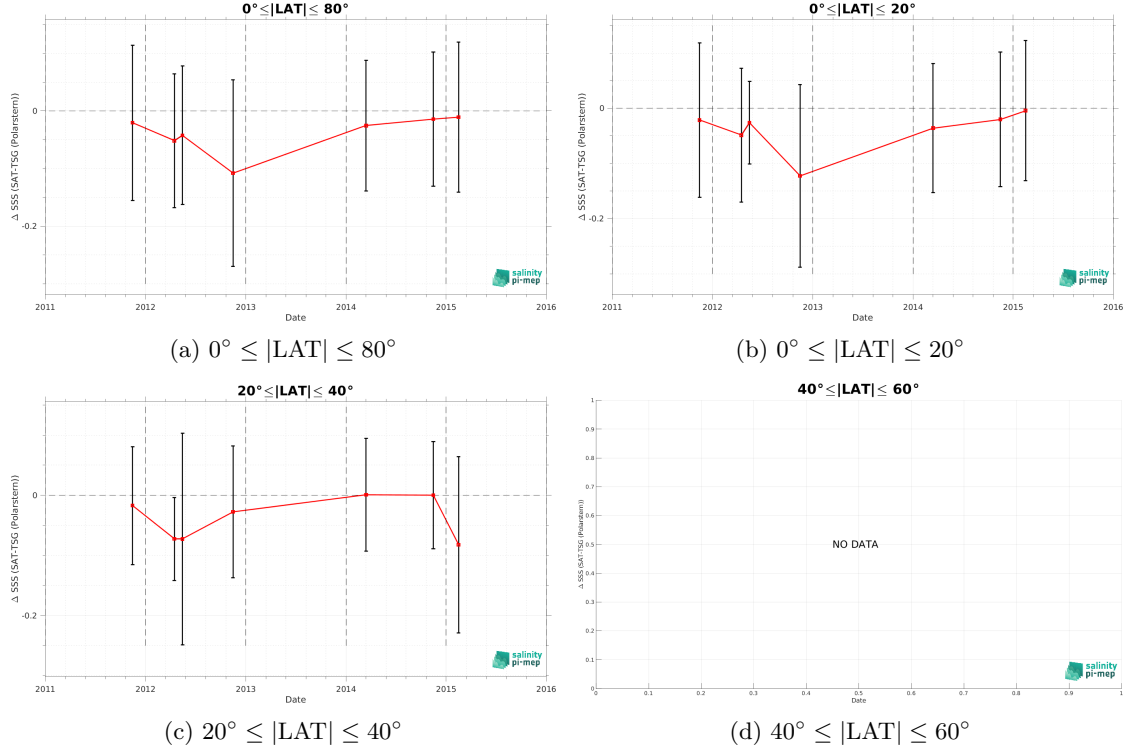 0°≤|LAT|≤ 80°
Δ SSS (SAT-TSG (Polarstern))
0
-0.2
salinity
pi-mep
2011 2012 2013 2014 2015 2016
Date
(a) 0° ≤ |LAT| ≤ 80°
0°≤|LAT|≤ 20°
Δ SSS (SAT-TSG (Polarstern))
0
-0.2
salinity
pi-mep
2011 2012 2013 2014 2015 2016
Date
(b) 0° ≤ |LAT| ≤ 20°
20°≤|LAT|≤ 40°
Δ SSS (SAT-TSG (Polarstern))
0
-0.2
salinity
pi-mep
2011 2012 2013 2014 2015 2016
Date
(c) 20° ≤ |LAT| ≤ 40°
40°≤|LAT|≤ 60°
Δ SSS (SAT-TSG (Polarstern))
1
0.9
0.8
0.7
0.6
0.5
0.4
0.3
0.2
0.1
0
NO DATA
salinity
pi-mep
0 0.1 0.2 0.3 0.4 0.5 0.6 0.7 0.8 0.9 1
Date
(d) 40° ≤ |LAT| ≤ 60°